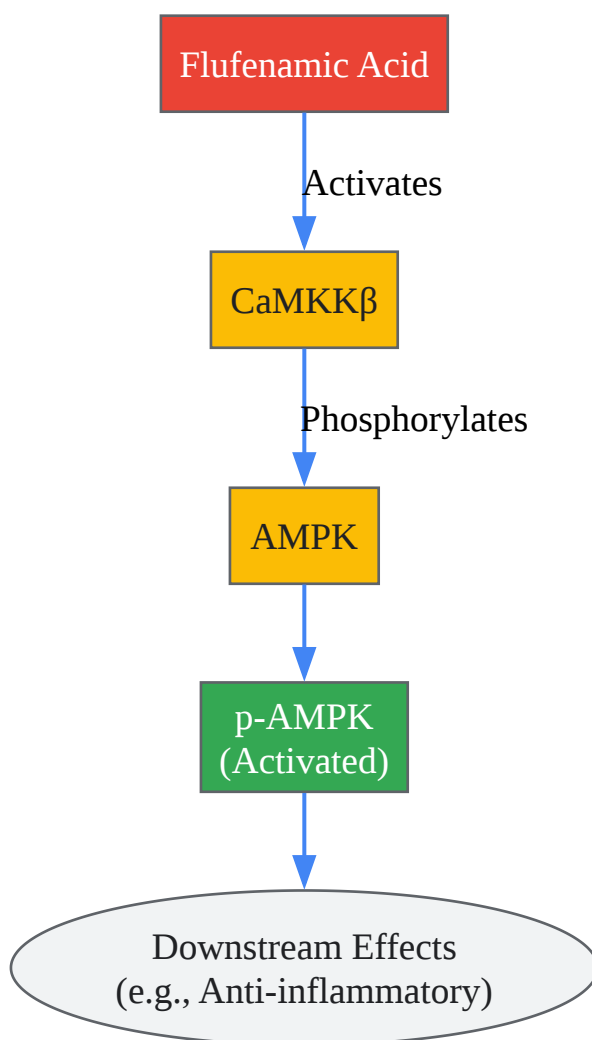 Flufenamic Acid
Activates
CaMKKβ
Phosphorylates
AMPK
p-AMPK
(Activated)
Downstream Effects
(e.g., Anti-inflammatory)